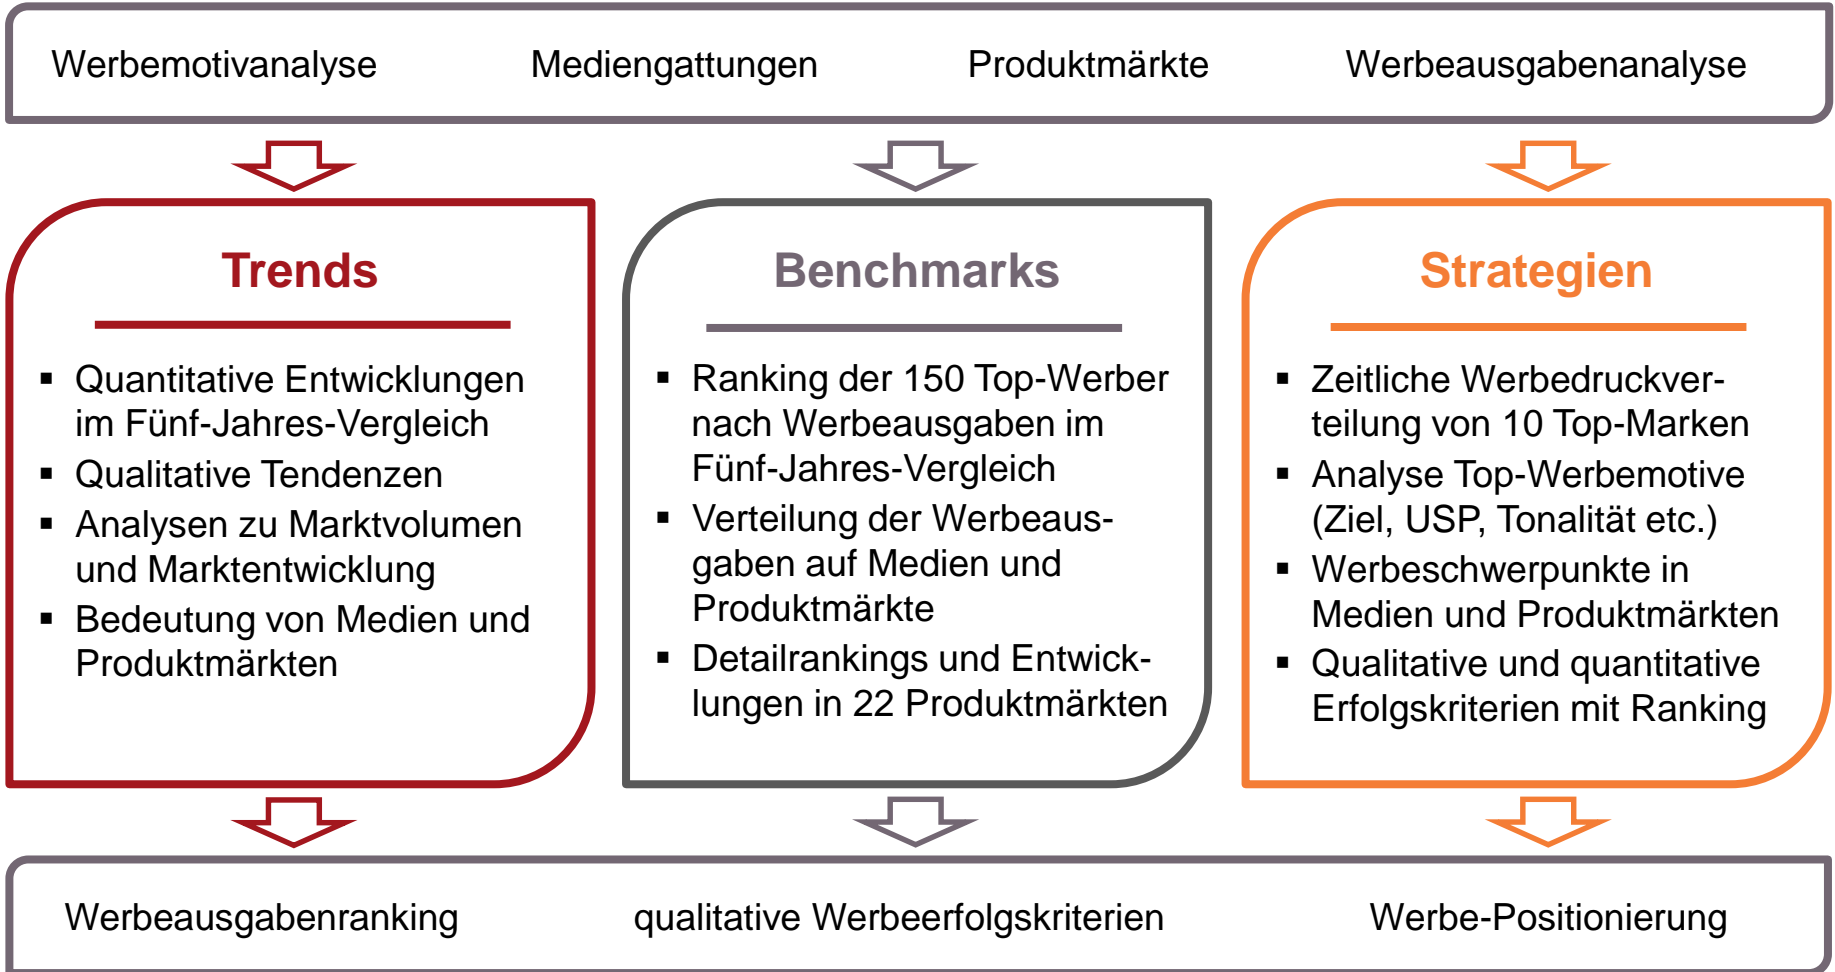 Werbemotivanalyse Mediengattungen Produktmärkte Werbeausgabenanalyse
Trends
▪ Quantitative Entwicklungen
im Fünf-Jahres-Vergleich
▪ Qualitative Tendenzen
▪ Analysen zu Marktvolumen
und Marktentwicklung
▪ Bedeutung von Medien und
Produktmärkten
Benchmarks
▪ Ranking der 150 Top-Werber
nach Werbeausgaben im
Fünf-Jahres-Vergleich
▪ Verteilung der Werbeaus-
gaben auf Medien und
Produktmärkte
▪ Detailrankings und Entwick-
lungen in 22 Produktmärkten
Strategien
▪ Zeitliche Werbedruckver-
teilung von 10 Top-Marken
▪ Analyse Top-Werbemotive
(Ziel, USP, Tonalität etc.)
▪ Werbeschwerpunkte in
Medien und Produktmärkten
▪ Qualitative und quantitative
Erfolgskriterien mit Ranking
Werbeausgabenranking qualitative Werbeerfolgskriterien Werbe-Positionierung